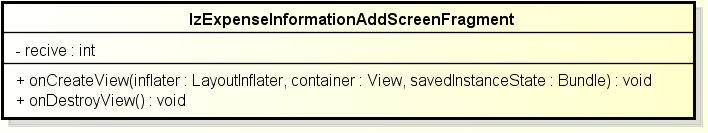 IzExpenseInformationAddScreenFragment
- recive : int
+ onCreateView(inflater : LayoutInflater, container : View, savedInstanceState : Bundle) : void
+ onDestroyView() : void